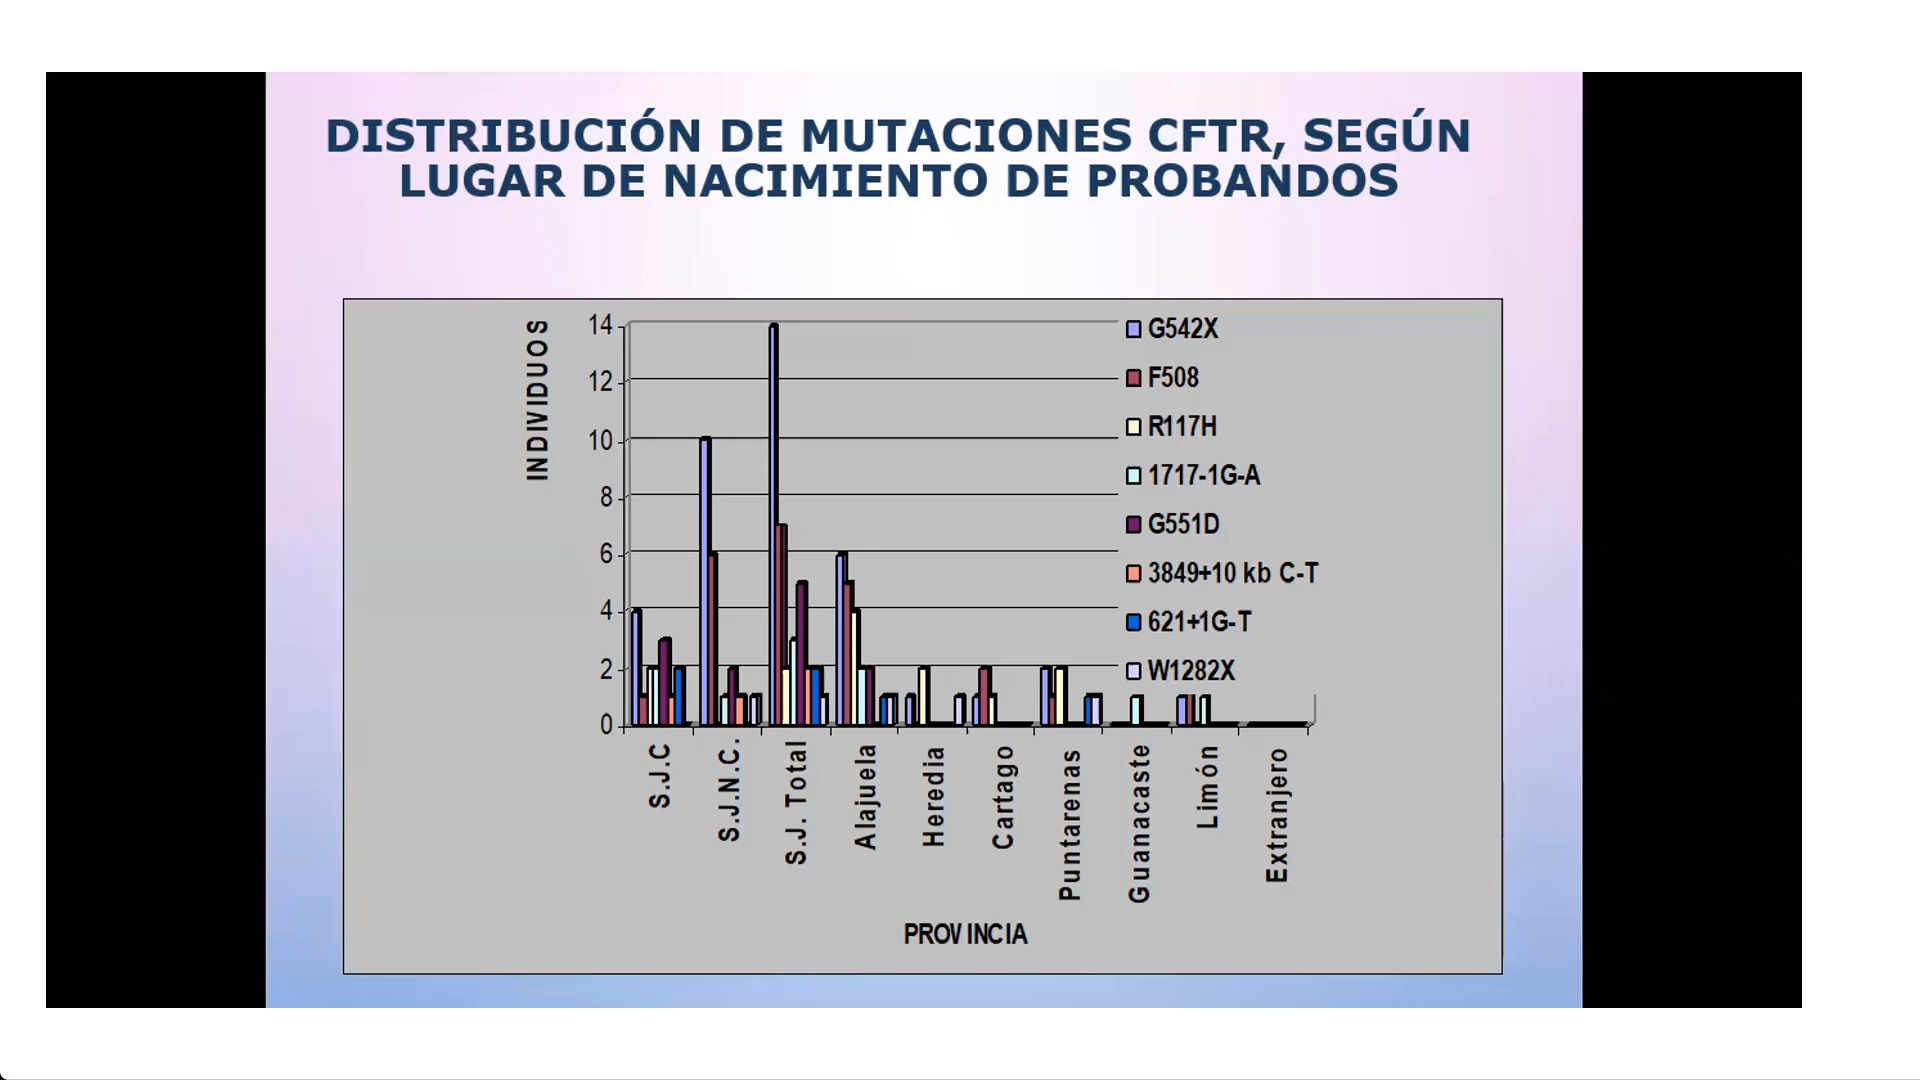 DISTRIBUCIÓN DE MUTACIONES CFTR, SEGÚN
LUGAR DE NACIMIENTO DE PROBANDOS
INDIVIDUOS
14
12
10
8
6
4
2
0
G542X
F508
R117H
1717-1G-A
G551D
3849+10 kb C-T
621+1G-T
W1282X
S.J.C
S.J.N.C.
S.J. Total
Alajuela
Heredia
Cartago
Puntarenas
Guanacaste
Limón
Extranjero
PROVINCIA